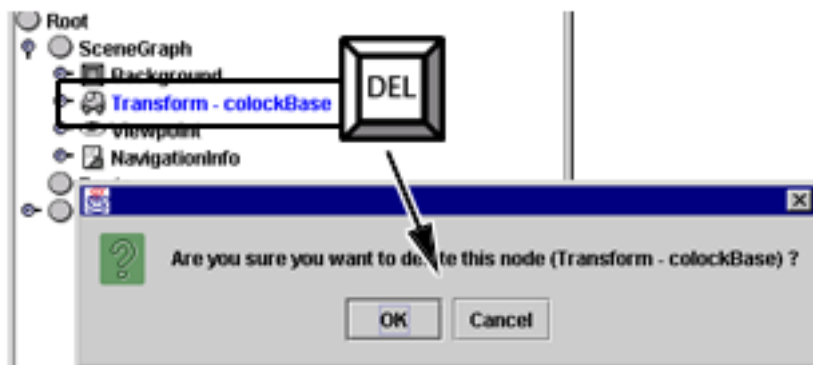 Root
SceneGraph
Background
DEL
Transform - colockBase
Viewpoint
NavigationInfo
Are you sure you want to delete this node (Transform - colockBase) ?
OK
Cancel